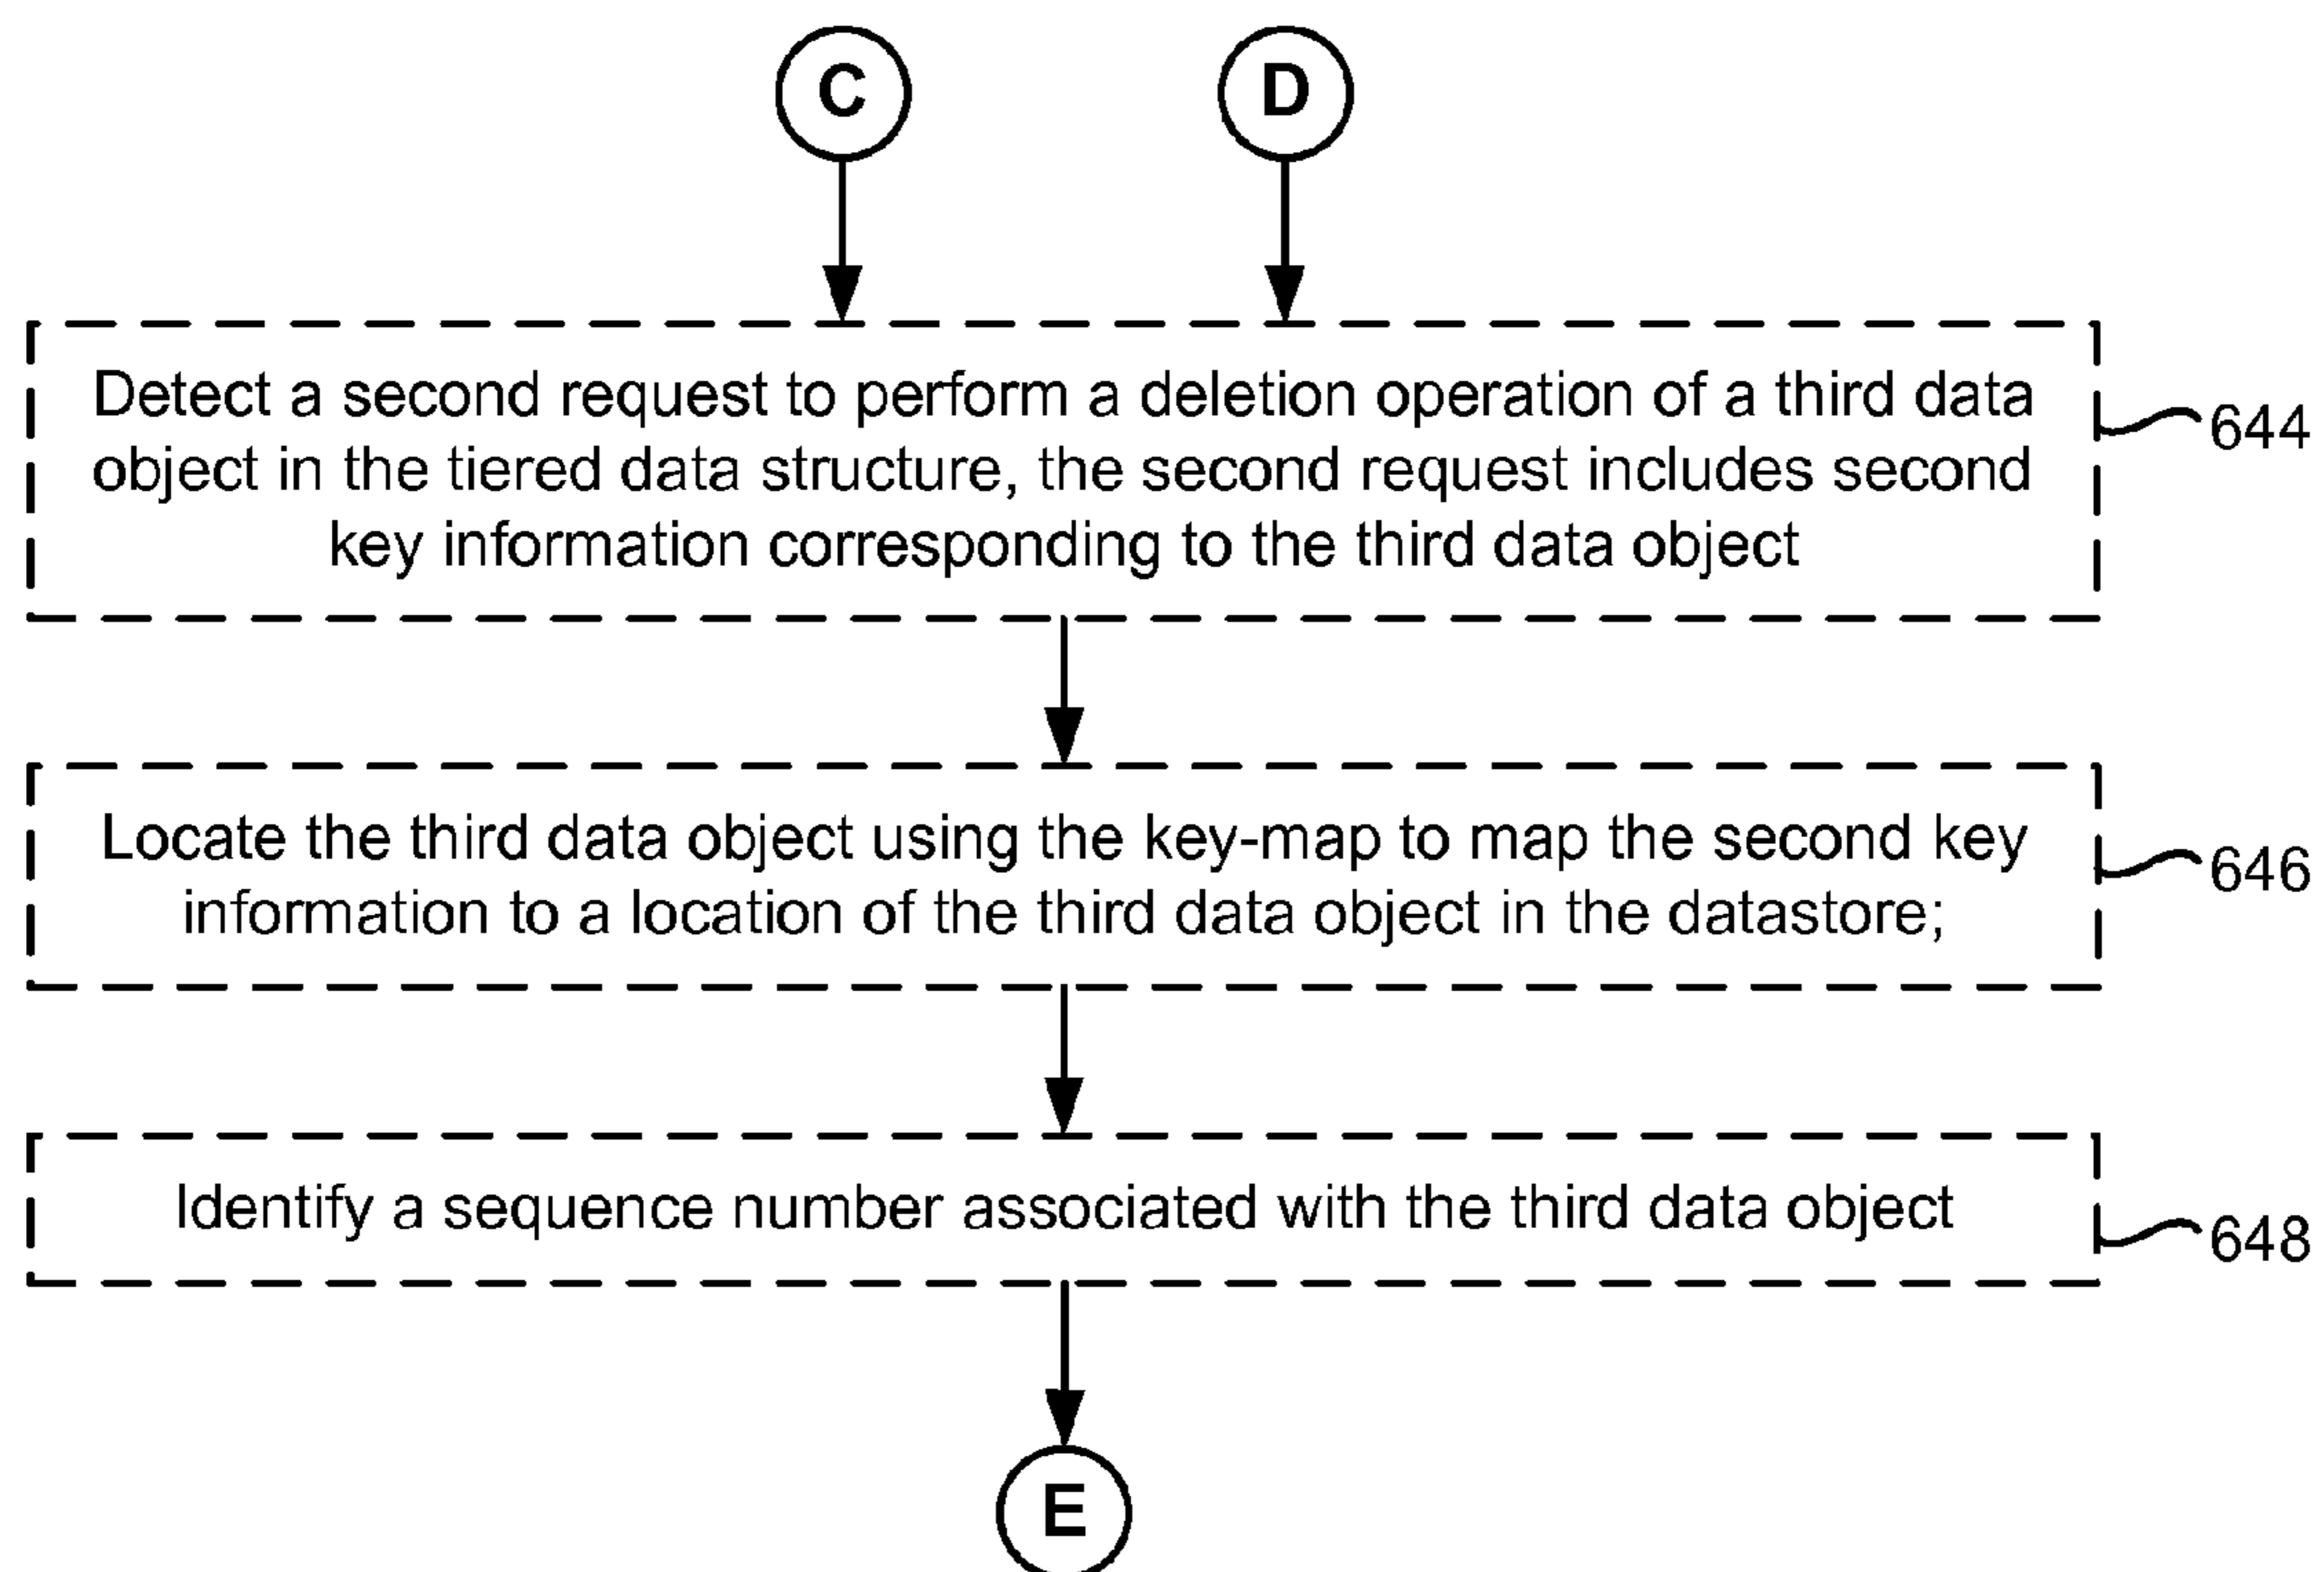 C
D
Detect a second request to perform a deletion operation of a third data
object in the tiered data structure, the second request includes second
key information corresponding to the third data object
644
Locate the third data object using the key-map to map the second key
information to a location of the third data object in the datastore;
646
Identify a sequence number associated with the third data object
648
E